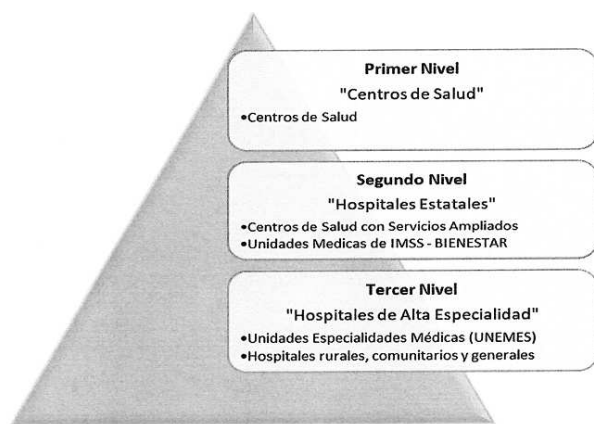 Primer Nivel
"Centros de Salud"
•Centros de Salud
Segundo Nivel
"Hospitales Estatales"
•Centros de Salud con Servicios Ampliados
•Unidades Medicas de IMSS - BIENESTAR
Tercer Nivel
"Hospitales de Alta Especialidad"
•Unidades Especialidades Médicas (UNEMES)
•Hospitales rurales, comunitarios y generales